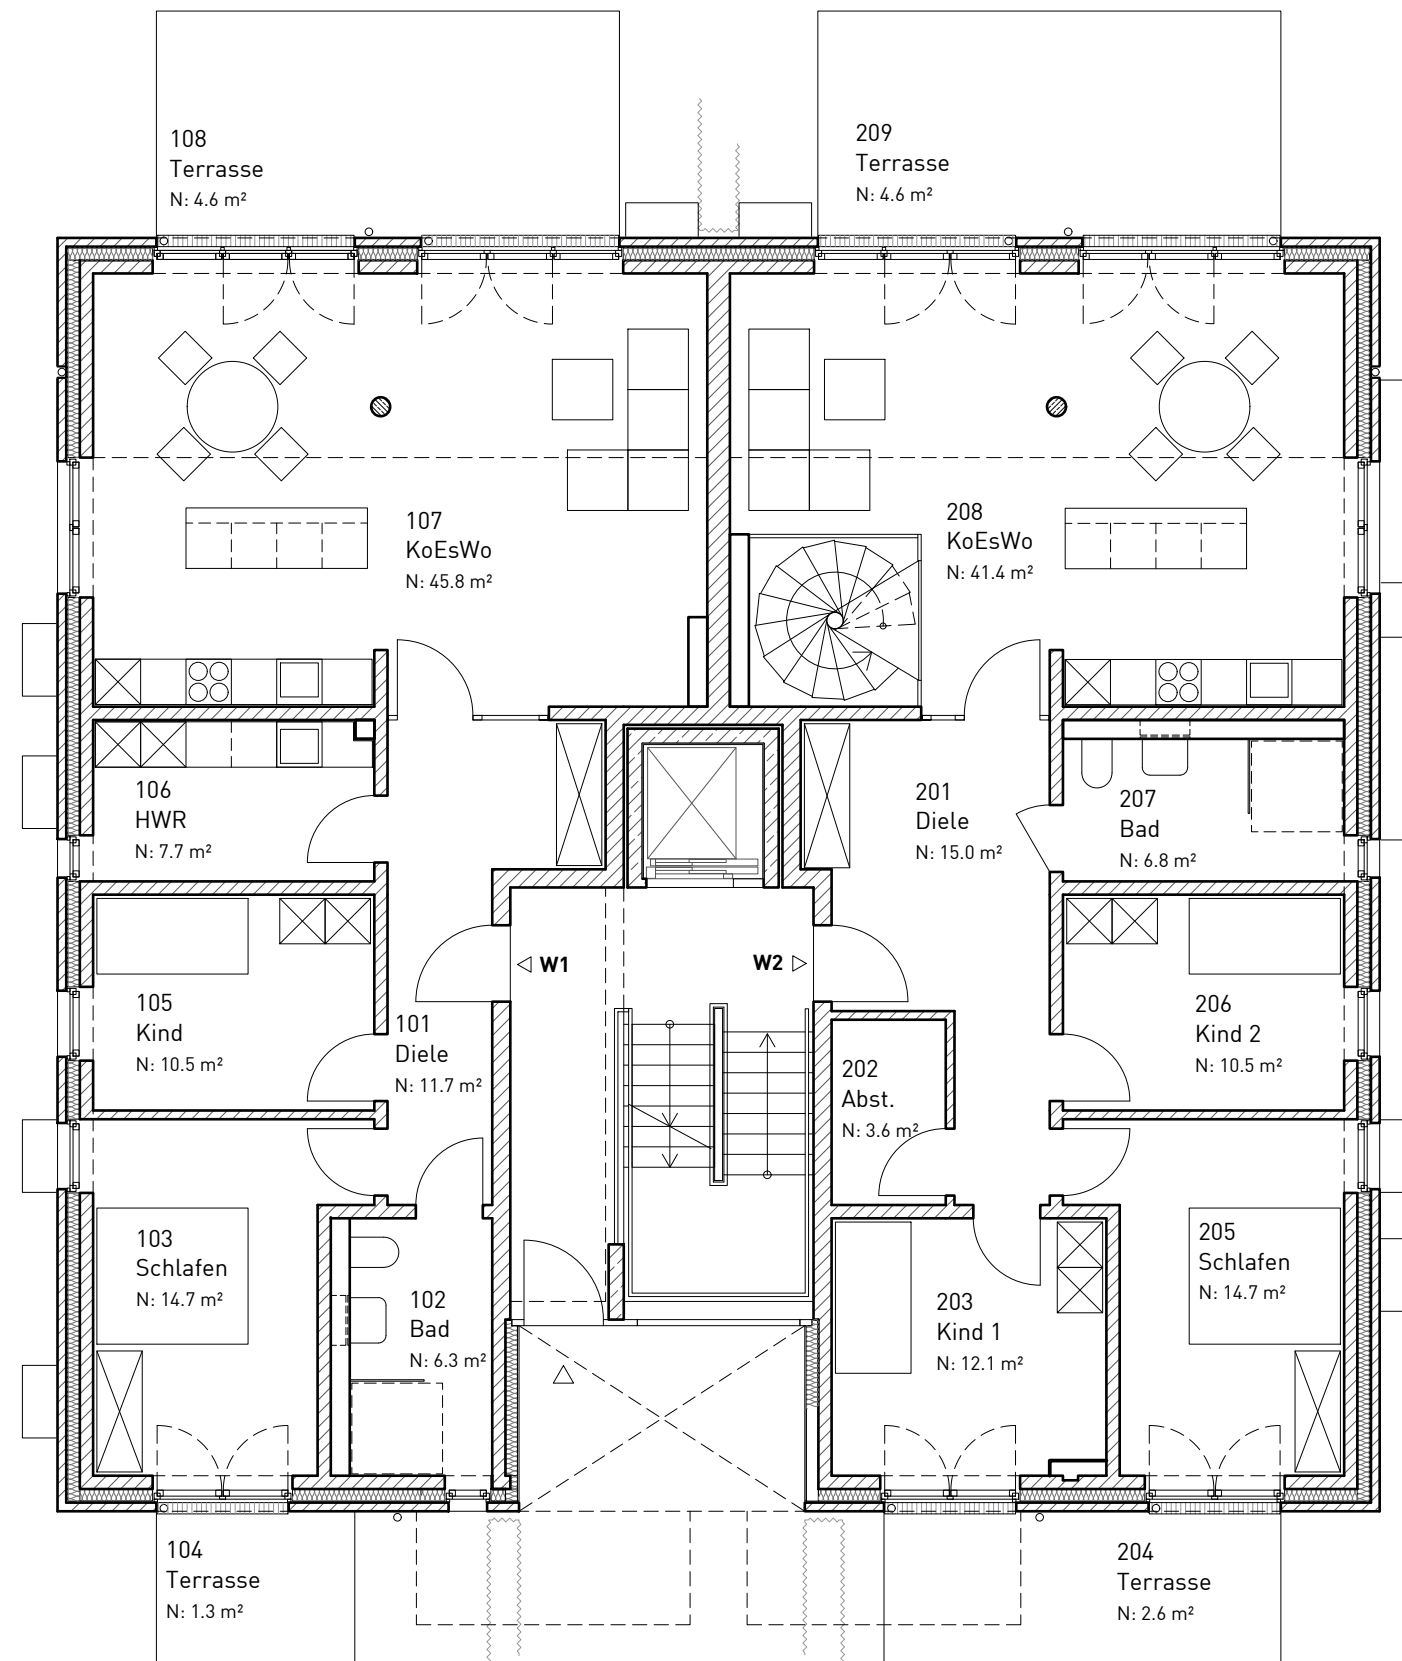 108
Terrasse
N: 4.6 m²
209
Terrasse
N: 4.6 m²
107
KoEsWo
N: 45.8 m²
208
KoEsWo
N: 41.4 m²
106
HWR
N: 7.7 m²
201
Diele
N: 15.0 m²
207
Bad
N: 6.8 m²
W1
W2
105
Kind
N: 10.5 m²
101
Diele
N: 11.7 m²
206
Kind 2
N: 10.5 m²
202
Abst.
N: 3.6 m²
103
Schlafen
N: 14.7 m²
102
Bad
N: 6.3 m²
203
Kind 1
N: 12.1 m²
205
Schlafen
N: 14.7 m²
104
Terrasse
N: 1.3 m²
204
Terrasse
N: 2.6 m²